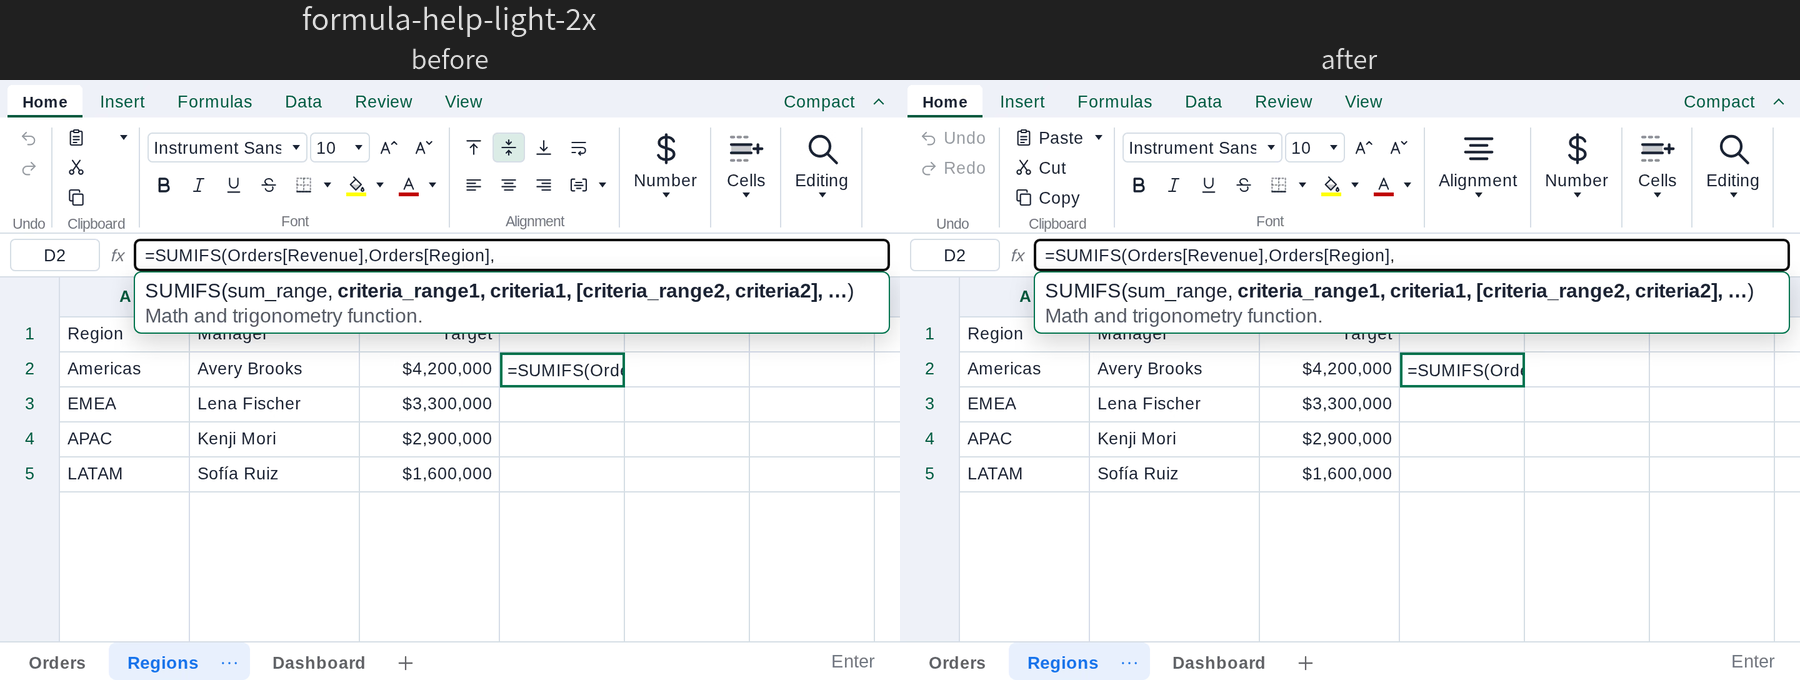 formula-help-light-2x
before
after
Home Insert Formulas Data Review View Compact
Instrument Sans 10
B I U S A
Number Cells Editing
Undo Clipboard Font Alignment
D2 fx =SUMIFS(Orders[Revenue],Orders[Region],
SUMIFS(sum_range, criteria_range1, criteria1, [criteria_range2, criteria2], …)
Math and trigonometry function.
A
1 Region Manager Target
2 Americas Avery Brooks $4,200,000 =SUMIFS(Orde
3 EMEA Lena Fischer $3,300,000
4 APAC Kenji Mori $2,900,000
5 LATAM Sofía Ruiz $1,600,000
Orders Regions ··· Dashboard + Enter
Home Insert Formulas Data Review View Compact
Undo Paste Instrument Sans 10
Redo Cut B I U S A
Copy
Alignment Number Cells Editing
Undo Clipboard Font
D2 fx =SUMIFS(Orders[Revenue],Orders[Region],
SUMIFS(sum_range, criteria_range1, criteria1, [criteria_range2, criteria2], …)
Math and trigonometry function.
A
1 Region Manager Target
2 Americas Avery Brooks $4,200,000 =SUMIFS(Orde
3 EMEA Lena Fischer $3,300,000
4 APAC Kenji Mori $2,900,000
5 LATAM Sofía Ruiz $1,600,000
Orders Regions ··· Dashboard + Enter